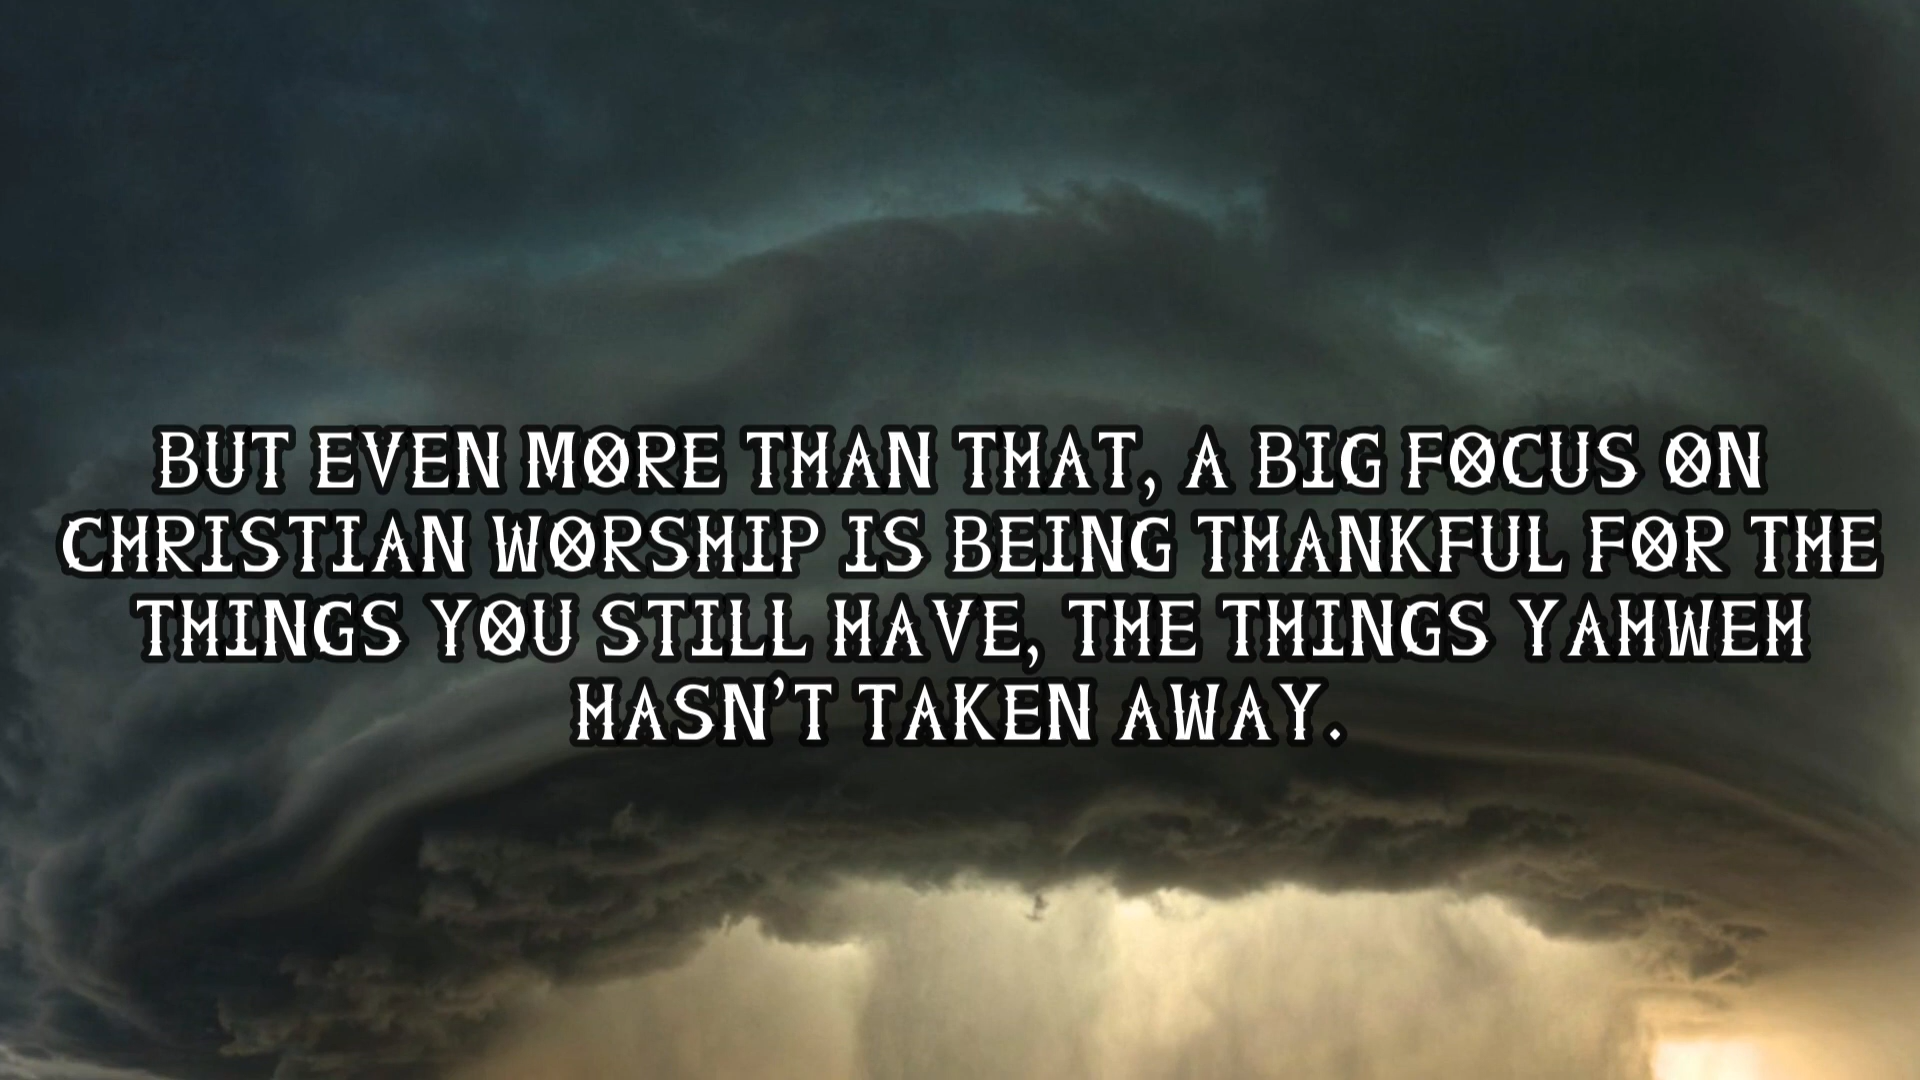 BUT EVEN MORE THAN THAT, A BIG FOCUS ON
CHRISTIAN WORSHIP IS BEING THANKFUL FOR THE
THINGS YOU STILL HAVE, THE THINGS YAHWEH
HASN'T TAKEN AWAY.